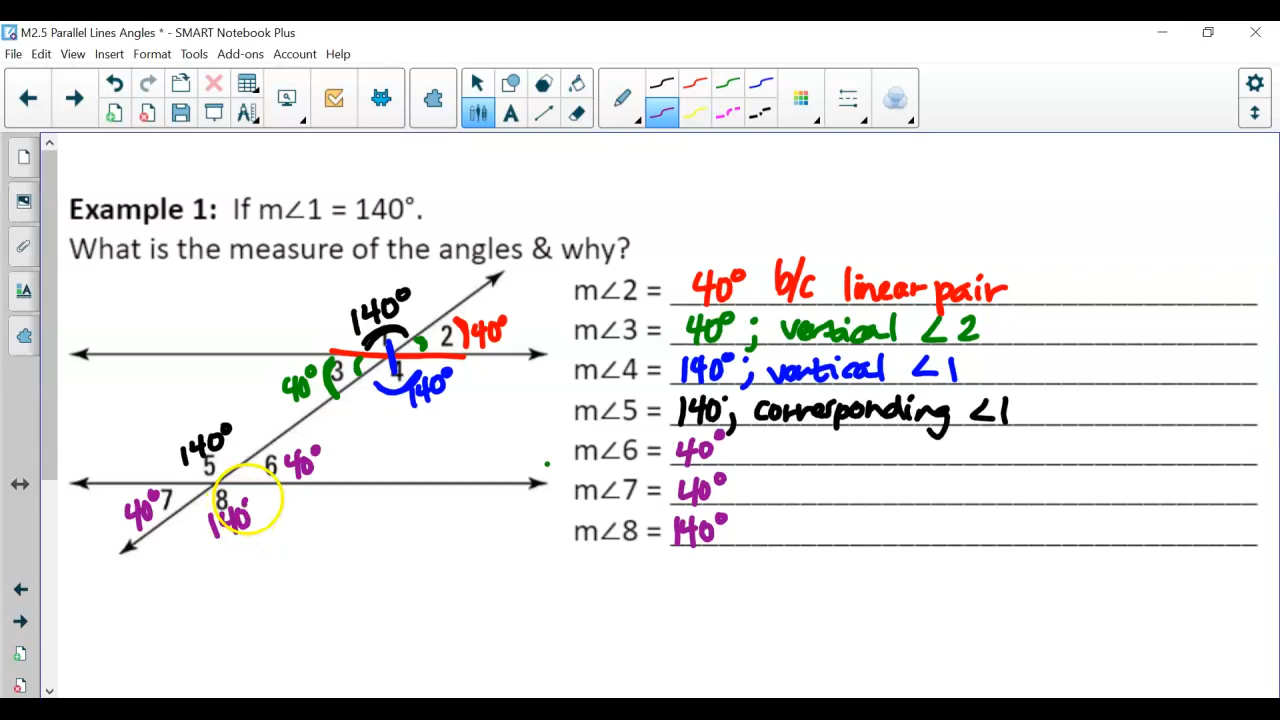 M2.5 Parallel Lines Angles * - SMART Notebook Plus
File Edit View Insert Format Tools Add-ons Account Help
Example 1: If m∠1 = 140°.
What is the measure of the angles & why?
m∠2 = 40° b/c linear pair
m∠3 = 40° ; vertical ∠2
m∠4 = 140° ; vertical ∠1
m∠5 = 140° ; corresponding ∠1
m∠6 = 40°
m∠7 = 40°
m∠8 = 140°
140°
1 2 40°
40° 3 4 140°
140°
5 6 40°
40° 7 8
140°